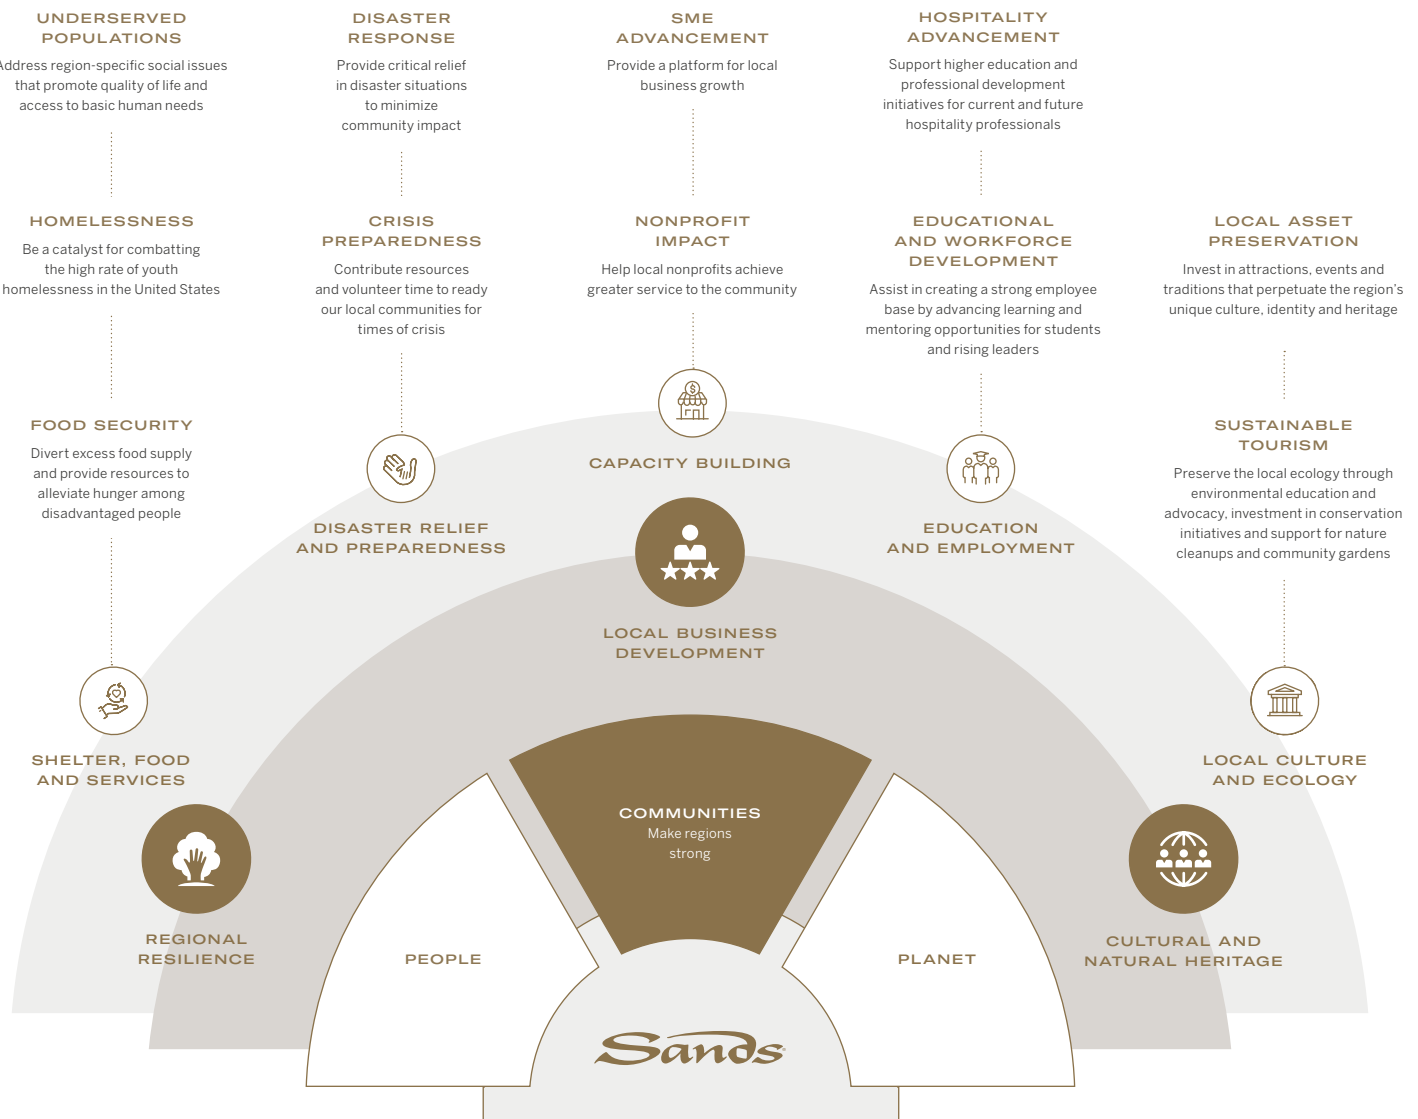 UNDERSERVED
POPULATIONS
Address region-specific social issues
that promote quality of life and
access to basic human needs
HOMELESSNESS
Be a catalyst for combatting
the high rate of youth
homelessness in the United States
FOOD SECURITY
Divert excess food supply
and provide resources to
alleviate hunger among
disadvantaged people
SHELTER, FOOD
AND SERVICES
REGIONAL
RESILIENCE
DISASTER
RESPONSE
Provide critical relief
in disaster situations
to minimize
community impact
CRISIS
PREPAREDNESS
Contribute resources
and volunteer time to ready
our local communities for
times of crisis
DISASTER RELIEF
AND PREPAREDNESS
SME
ADVANCEMENT
Provide a platform for local
business growth
NONPROFIT
IMPACT
Help local nonprofits achieve
greater service to the community
CAPACITY BUILDING
LOCAL BUSINESS
DEVELOPMENT
HOSPITALITY
ADVANCEMENT
Support higher education and
professional development
initiatives for current and future
hospitality professionals
EDUCATIONAL
AND WORKFORCE
DEVELOPMENT
Assist in creating a strong employee
base by advancing learning and
mentoring opportunities for students
and rising leaders
EDUCATION
AND EMPLOYMENT
LOCAL ASSET
PRESERVATION
Invest in attractions, events and
traditions that perpetuate the region's
unique culture, identity and heritage
SUSTAINABLE
TOURISM
Preserve the local ecology through
environmental education and
advocacy, investment in conservation
initiatives and support for nature
cleanups and community gardens
LOCAL CULTURE
AND ECOLOGY
CULTURAL AND
NATURAL HERITAGE
COMMUNITIES
Make regions
strong
PEOPLE
PLANET
Sands